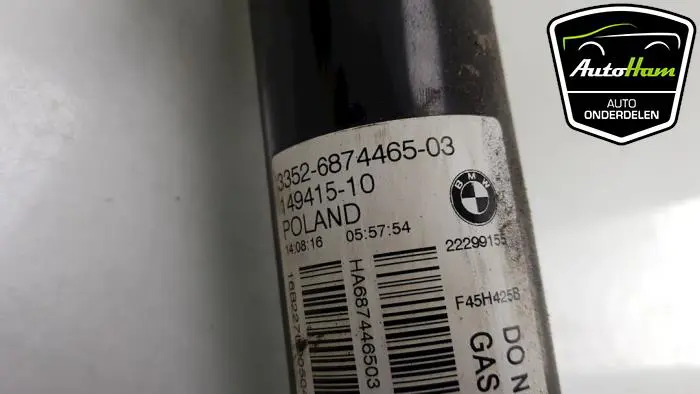 AutoHam
AUTO
ONDERDELEN
3352-6874465-03
149415-10
POLAND
14:08:16 05:57:54
BMW
22299155
HA687446503
F45H425B
DO N
GAS